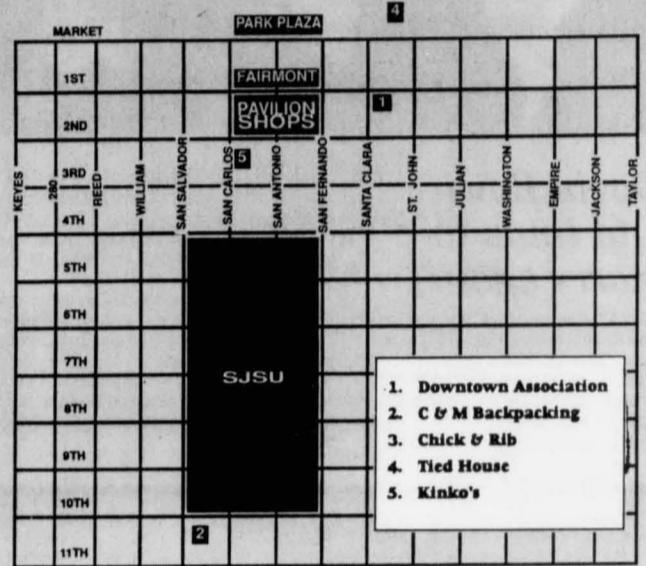 4
PARK PLAZA
MARKET
1ST
FAIRMONT
PAVILION
SHOPS
1
2ND
5
3RD
KEYES
280
REED
WILLIAM
SAN SALVADOR
SAN CARLOS
SAN ANTONIO
SAN FERNANDO
SANTA CLARA
ST. JOHN
JULIAN
WASHINGTON
EMPIRE
JACKSON
TAYLOR
4TH
5TH
6TH
7TH
SJSU
8TH
9TH
10TH
2
11TH
1. Downtown Association
2. C & M Backpacking
3. Chick & Rib
4. Tied House
5. Kinko's